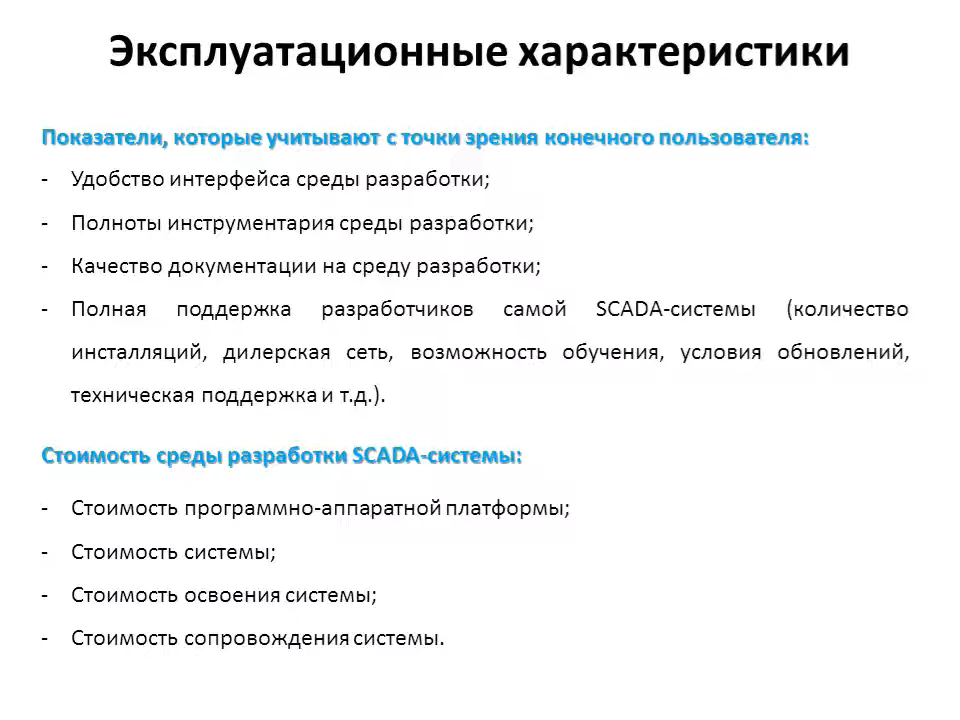 Эксплуатационные характеристики
Показатели, которые учитывают с точки зрения конечного пользователя:
- Удобство интерфейса среды разработки;
- Полноты инструментария среды разработки;
- Качество документации на среду разработки;
- Полная поддержка разработчиков самой SCADA-системы (количество
инсталляций, дилерская сеть, возможность обучения, условия обновлений,
техническая поддержка и т.д.).
Стоимость среды разработки SCADA-системы:
- Стоимость программно-аппаратной платформы;
- Стоимость системы;
- Стоимость освоения системы;
- Стоимость сопровождения системы.